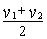 v₁ + v₂
2